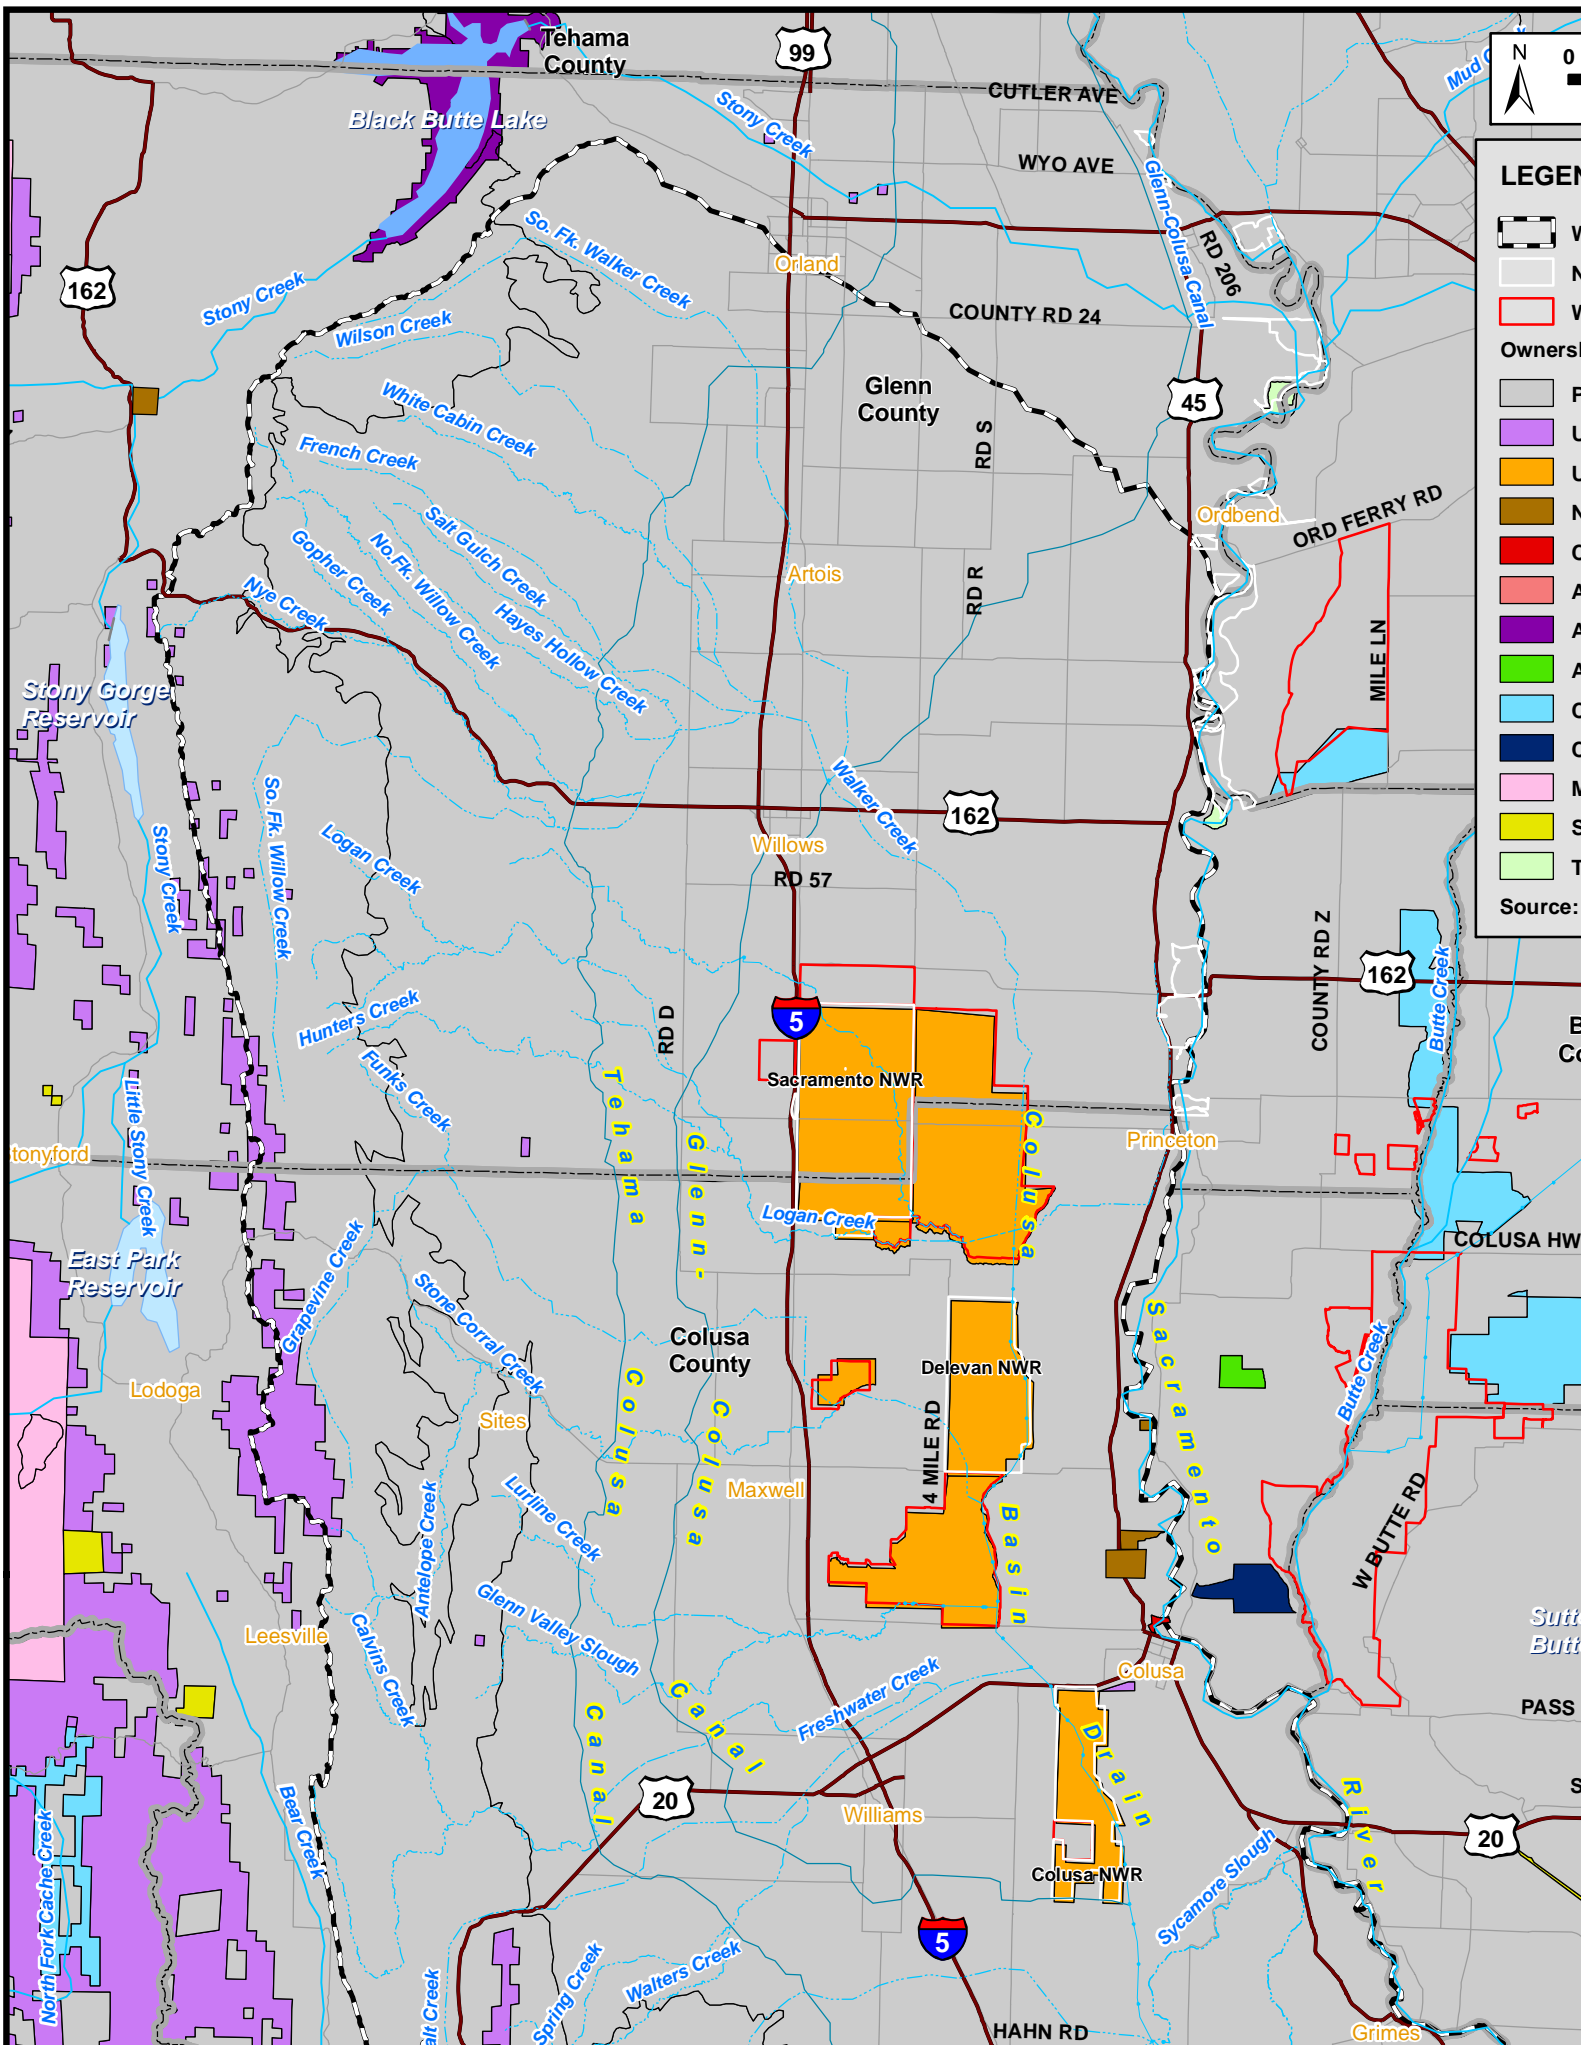 Tehama
County
99
N
0
Black Butte Lake
Stony Creek
CUTLER AVE
WYO AVE
LEGEN
W
N
W
Ownersl
P
U
U
N
C
A
A
A
C
C
M
S
T
Source:
Glenn-Colusa Canal
RD 206
So. Fk. Walker Creek
Orland
162
Stony Creek
Wilson Creek
COUNTY RD 24
Glenn
County
45
White Cabin Creek
French Creek
RD S
Salt Gulch Creek
No.Fk. Willow Creek
Gopher Creek
Nye Creek
Hayes Hollow Creek
Ordbend
ORD FERRY RD
Artois
RD R
MILE LN
Stony Gorge
Reservoir
So. Fk. Willow Creek
Stony Creek
Logan Creek
Walker Creek
162
Willows
RD 57
COUNTY RD Z
162
Butte Creek
B
Co
Hunters Creek
Funks Creek
RD D
5
Sacramento NWR
Tehama
Colusa
Canal
Glenn-
Colusa
Canal
Colusa
Basin
Drain
Princeton
tonyford
Little Stony Creek
Logan Creek
COLUSA HW
East Park
Reservoir
Grapevine Creek
Stone Corral Creek
Colusa
County
Delevan NWR
Sacramento
River
Butte Creek
Lodoga
Sites
4 MILE RD
Maxwell
W BUTTE RD
Antelope Creek
Lurline Creek
Glenn Valley Slough
Leesville
Calvins Creek
Sutt
Butt
Colusa
Freshwater Creek
PASS
S
20
Williams
20
Bear Creek
North Fork Cache Creek
Colusa NWR
Sycamore Slough
5
Spring Creek
Walters Creek
alt Creek
HAHN RD
Grimes